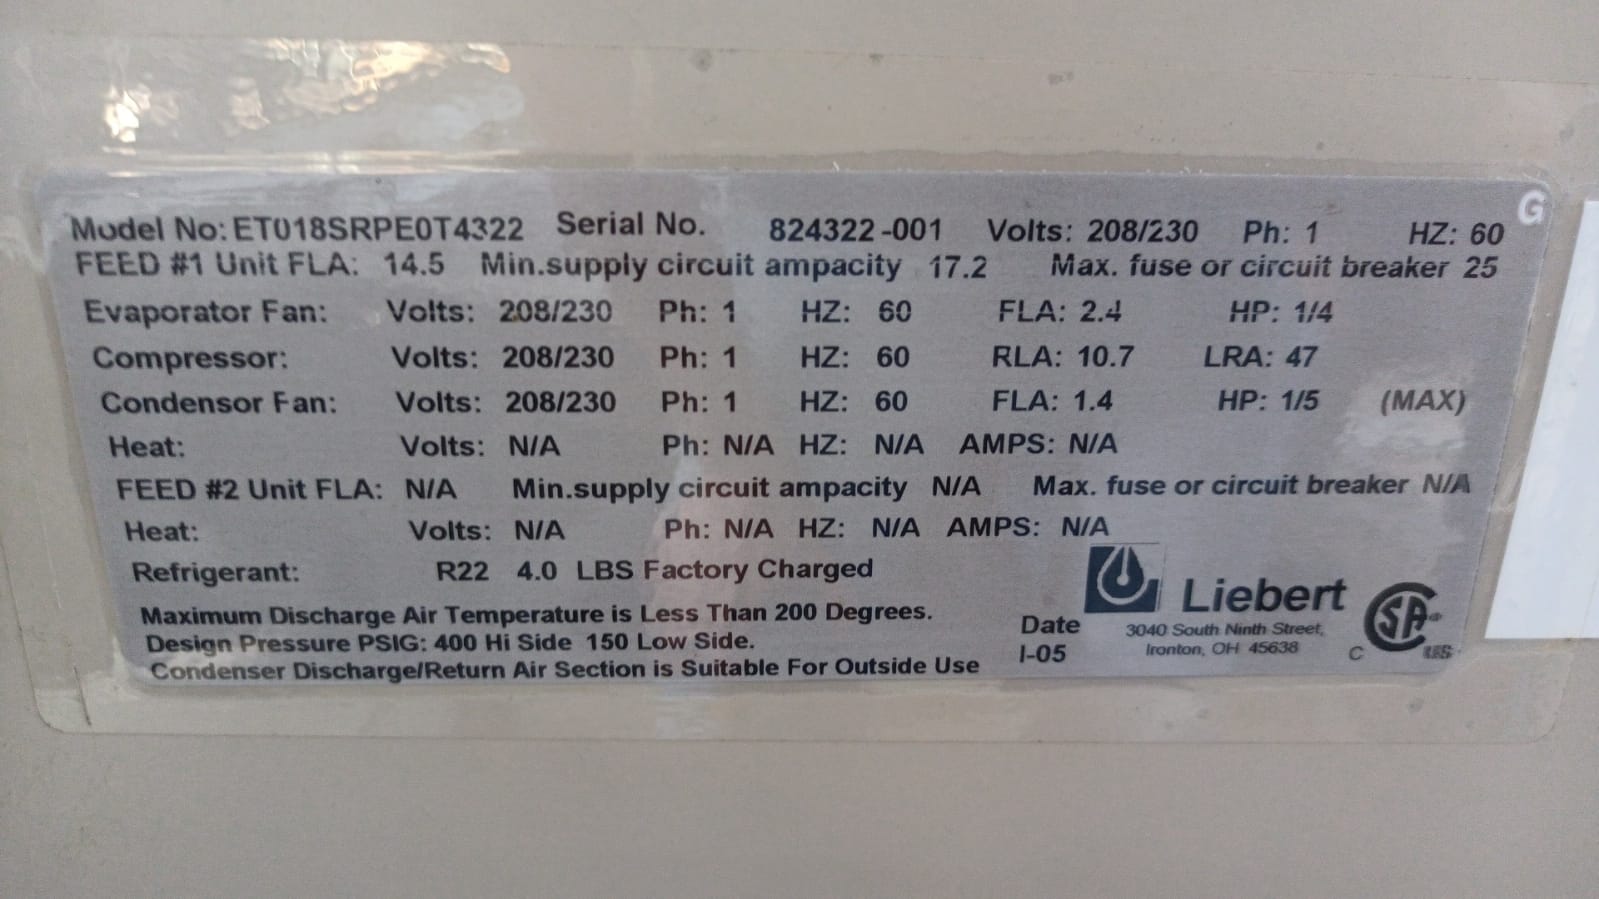 G
Model No: ET018SRPE0T4322 Serial No. 824322-001 Volts: 208/230 Ph: 1 HZ: 60
FEED #1 Unit FLA: 14.5 Min.supply circuit ampacity 17.2 Max. fuse or circuit breaker 25
Evaporator Fan: Volts: 208/230 Ph: 1 HZ: 60 FLA: 2.4 HP: 1/4
Compressor: Volts: 208/230 Ph: 1 HZ: 60 RLA: 10.7 LRA: 47
Condensor Fan: Volts: 208/230 Ph: 1 HZ: 60 FLA: 1.4 HP: 1/5 (MAX)
Heat: Volts: N/A Ph: N/A HZ: N/A AMPS: N/A
FEED #2 Unit FLA: N/A Min.supply circuit ampacity N/A Max. fuse or circuit breaker N/A
Heat: Volts: N/A Ph: N/A HZ: N/A AMPS: N/A
Refrigerant: R22 4.0 LBS Factory Charged
Maximum Discharge Air Temperature is Less Than 200 Degrees.
Design Pressure PSIG: 400 Hi Side 150 Low Side.
Condenser Discharge/Return Air Section is Suitable For Outside Use
Date
I-05
Liebert
3040 South Ninth Street,
Ironton, OH 45638
SA
C US